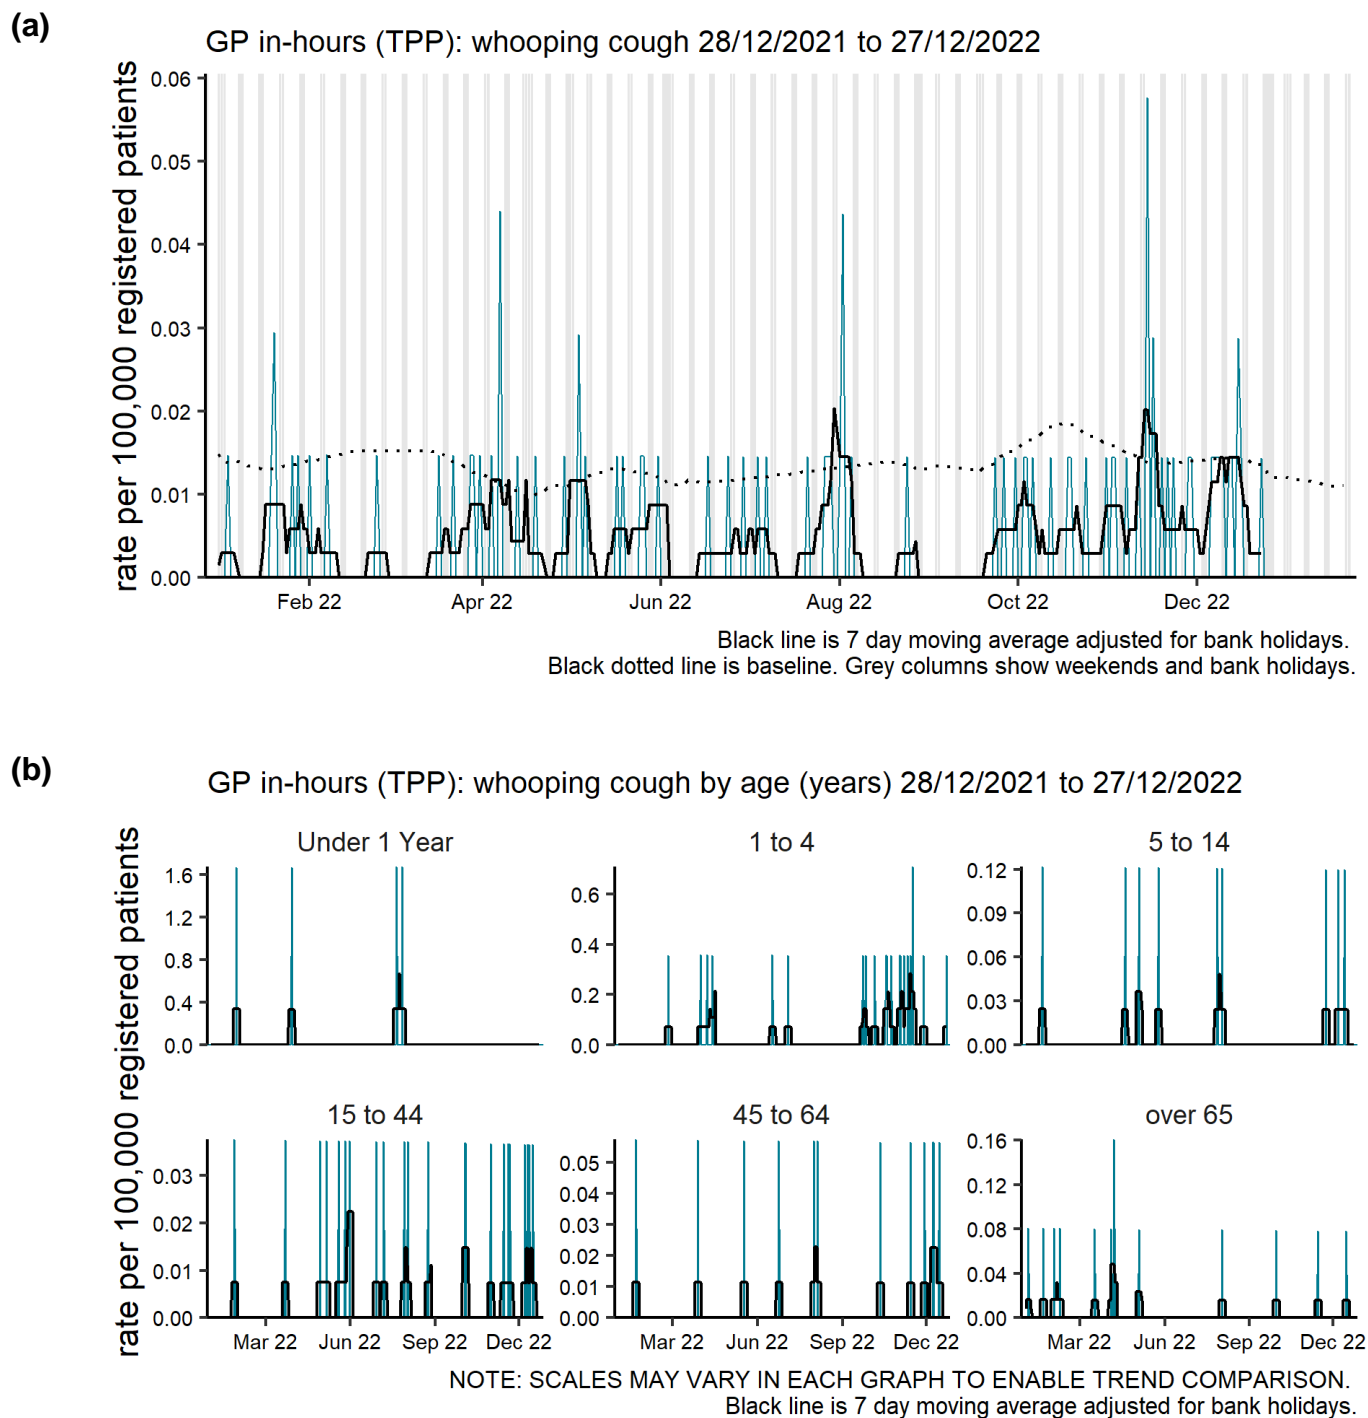 (a)
GP in-hours (TPP): whooping cough 28/12/2021 to 27/12/2022
rate per 100,000 registered patients
0.06
0.05
0.04
0.03
0.02
0.01
0.00
Feb 22 Apr 22 Jun 22 Aug 22 Oct 22 Dec 22
Black line is 7 day moving average adjusted for bank holidays.
Black dotted line is baseline. Grey columns show weekends and bank holidays.
(b)
GP in-hours (TPP): whooping cough by age (years) 28/12/2021 to 27/12/2022
rate per 100,000 registered patients
Under 1 Year
1.6
1.2
0.8
0.4
0.0
1 to 4
0.6
0.4
0.2
0.0
5 to 14
0.12
0.09
0.06
0.03
0.00
15 to 44
0.03
0.02
0.01
0.00
Mar 22 Jun 22 Sep 22 Dec 22
45 to 64
0.05
0.04
0.03
0.02
0.01
0.00
Mar 22 Jun 22 Sep 22 Dec 22
over 65
0.16
0.12
0.08
0.04
0.00
Mar 22 Jun 22 Sep 22 Dec 22
NOTE: SCALES MAY VARY IN EACH GRAPH TO ENABLE TREND COMPARISON.
Black line is 7 day moving average adjusted for bank holidays.